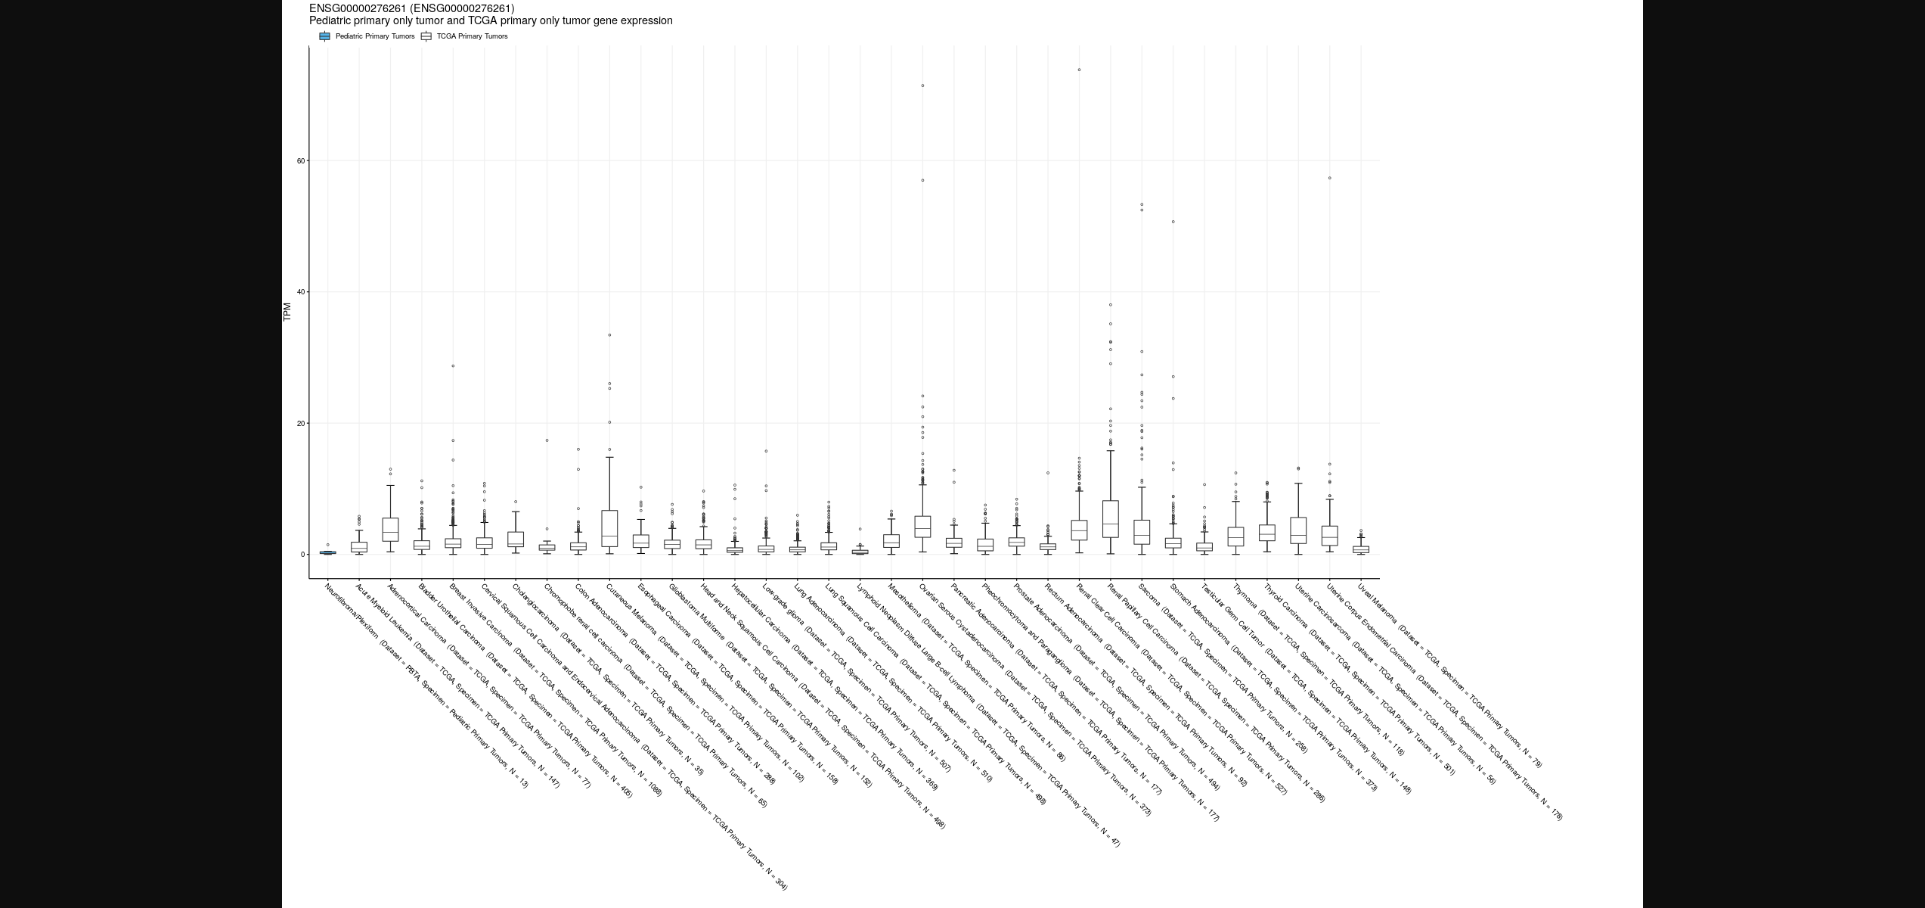 ENSG00000276261 (ENSG00000276261)
Pediatric primary only tumor and TCGA primary only tumor gene expression
Pediatric Primary Tumors TCGA Primary Tumors
TPM
60
40
20
0
Neurofibroma/Plexiform (Dataset = PBTA, Specimen = Pediatric Primary Tumors, N = 13)
Acute Myeloid Leukemia (Dataset = TCGA, Specimen = TCGA Primary Tumors, N = 147)
Adrenocortical Carcinoma (Dataset = TCGA, Specimen = TCGA Primary Tumors, N = 77)
Bladder Urothelial Carcinoma (Dataset = TCGA, Specimen = TCGA Primary Tumors, N = 405)
Breast Invasive Carcinoma (Dataset = TCGA, Specimen = TCGA Primary Tumors, N =
Cervical Squamous Cell Carcinoma and Endocervical Adenocarcinoma (Dataset = TCGA, Specimen = TCGA Primary Tumors, N = 304)
Cholangiocarcinoma (Dataset = TCGA, Specimen = TCGA Primary Tumors, N =
Chromophobe renal cell carcinoma (Dataset = TCGA, Specimen = TCGA Primary Tumors, N = 65)
Colon Adenocarcinoma (Dataset = TCGA, Specimen = TCGA Primary Tumors, N =
Cutaneous Melanoma (Dataset = TCGA, Specimen = TCGA Primary Tumors, N = 102)
Esophageal Carcinoma (Dataset = TCGA, Specimen = TCGA Primary Tumors, N =
Glioblastoma Multiforme (Dataset = TCGA, Specimen = TCGA Primary Tumors, N = 152)
Head and Neck Squamous Cell Carcinoma (Dataset = TCGA, Specimen = TCGA Primary Tumors, N =
Hepatocellular Carcinoma (Dataset = TCGA, Specimen = TCGA Primary Tumors, N = 369)
Low-grade glioma (Dataset = TCGA, Specimen = TCGA Primary Tumors, N = 507)
Lung Adenocarcinoma (Dataset = TCGA, Specimen = TCGA Primary Tumors, N = 510)
Lung Squamous Cell Carcinoma (Dataset = TCGA, Specimen = TCGA Primary Tumors, N =
Lymphoid Neoplasm Diffuse Large B-cell Lymphoma (Dataset = TCGA, Specimen = TCGA Primary Tumors, N = 47)
Mesothelioma (Dataset = TCGA, Specimen = TCGA Primary Tumors, N =
Ovarian Serous Cystadenocarcinoma (Dataset = TCGA, Specimen = TCGA Primary Tumors, N = 373)
Pancreatic Adenocarcinoma (Dataset = TCGA, Specimen = TCGA Primary Tumors, N = 177)
Pheochromocytoma and Paraganglioma (Dataset = TCGA, Specimen = TCGA Primary Tumors, N = 177)
Prostate Adenocarcinoma (Dataset = TCGA, Specimen = TCGA Primary Tumors, N = 494)
Rectum Adenocarcinoma (Dataset = TCGA, Specimen = TCGA Primary Tumors, N = 92)
Renal Clear Cell Carcinoma (Dataset = TCGA, Specimen = TCGA Primary Tumors, N = 527)
Renal Papillary Cell Carcinoma (Dataset = TCGA, Specimen = TCGA Primary Tumors, N =
Sarcoma (Dataset = TCGA, Specimen = TCGA Primary Tumors, N =
Stomach Adenocarcinoma (Dataset = TCGA, Specimen = TCGA Primary Tumors, N = 373)
Testicular Germ Cell Tumor (Dataset = TCGA, Specimen = TCGA Primary Tumors, N = 148)
Thymoma (Dataset = TCGA, Specimen = TCGA Primary Tumors, N = 118)
Thyroid Carcinoma (Dataset = TCGA, Specimen = TCGA Primary Tumors, N = 501)
Uterine Carcinosarcoma (Dataset = TCGA, Specimen = TCGA Primary Tumors, N = 56)
Uterine Corpus Endometrial Carcinoma (Dataset = TCGA, Specimen = TCGA Primary Tumors, N = 178)
Uveal Melanoma (Dataset = TCGA, Specimen = TCGA Primary Tumors, N = 79)